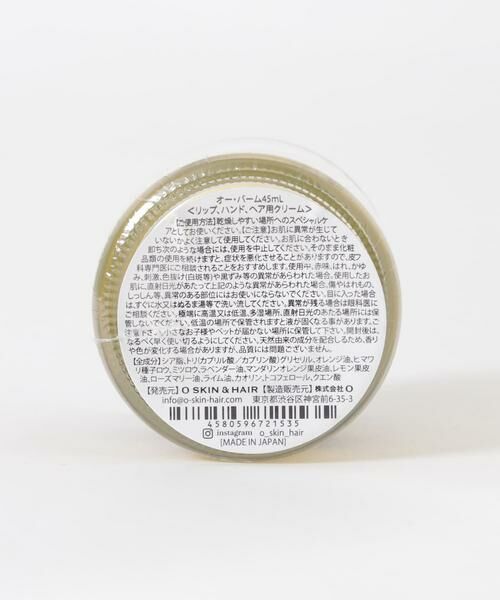 オー・バーム45mL
＜リップ、ハンド、ヘア用クリーム＞
【ご使用方法】乾燥しやすい場所へのスペシャルケ
アとしてお使いください。【ご注意】お肌に異常が生じて
いないかよく注意して使用してください。お肌に合わないとき
即ち次のような場合には、使用を中止してください。そのまま化粧
品類の使用を続けますと、症状を悪化させることがありますので、皮フ
科専門医にご相談されることをおすすめします。使用中、赤味、はれ、かゆ
み、刺激、色抜け(白斑等)や黒ずみ等の異常があらわれた場合。使用したお
肌に、直射日光があたって上記のような異常があらわれた場合。傷やはれもの、
しっしん等、異常のある部位にはお使いにならないでください。目に入った場合
は、すぐに水又はぬるま湯等で洗い流してください。異常が残る場合は眼科医に
ご相談ください。極端に高温又は低温、多湿場所、直射日光のあたる場所には保
管しないでください。低温の場所で保管されますと液が固くなる事があります。ご
注意下さい。小さなお子様やペットが届かない場所に保管して下さい。開封後は、
なるべく早く使い切るようにしてください。天然由来の成分を配合しるため、香り
や色が変化する場合がありますが、品質には問題ございません。
【全成分】シア脂、トリ(カプリル酸／カプリン酸)グリセリル、オレンジ油、ヒマワ
リ種子ロウ、ミツロウ、ラベンダー油、マンダリンオレンジ果皮油、レモン果皮
油、ローズマリー油、ライム油、カオリン、トコフェロール、クエン酸
【発売元】O SKIN & HAIR 【製造販売元】株式会社O
info@o-skin-hair.com 東京都渋谷区神宮前6-35-3
4580596721535
instagram o_skin_hair
[MADE IN JAPAN]